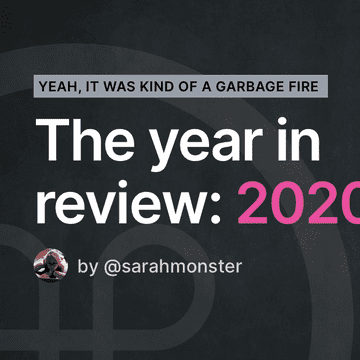 YEAH, IT WAS KIND OF A GARBAGE FIRE
The year in
review: 2020
by @sarahmonster